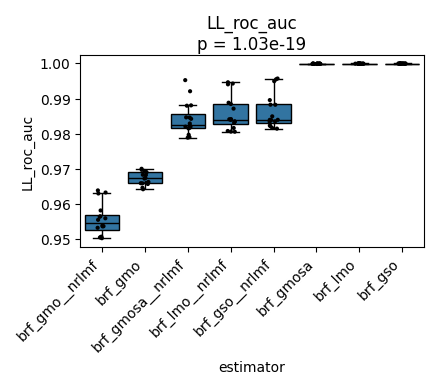 LL_roc_auc
p = 1.03e-19
LL_roc_auc
1.00
0.99
0.98
0.97
0.96
0.95
brf_gmo__nrlmf
brf_gmo
brf_gmosa__nrlmf
brf_lmo__nrlmf
brf_gso__nrlmf
brf_gmosa
brf_lmo
brf_gso
estimator